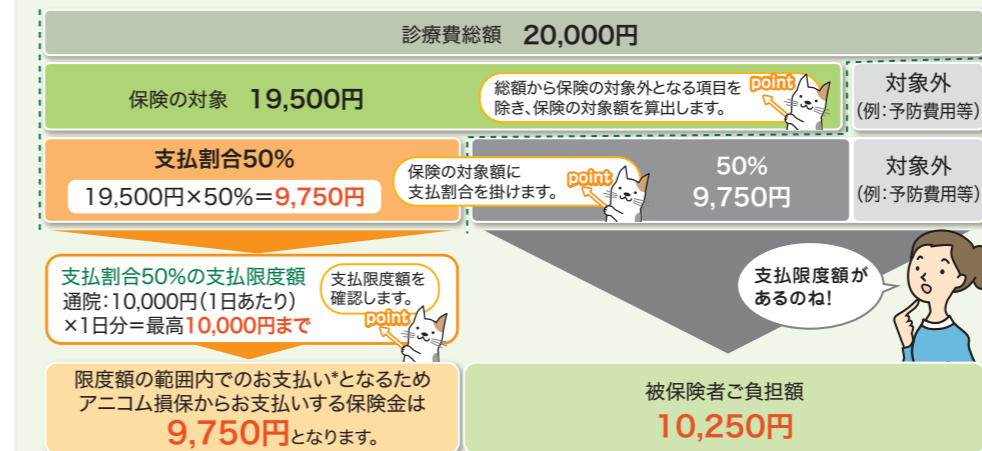 診療費総額 20,000円
保険の対象 19,500円
総額から保険の対象外となる項目を
除き、保険の対象額を算出します。
point
対象外
(例:予防費用等)
支払割合50%
19,500円×50%=9,750円
保険の対象額に
支払割合を掛けます。
point
50%
9,750円
対象外
(例:予防費用等)
支払割合50%の支払限度額
通院:10,000円(1日あたり)
×1日分=最高10,000円まで
支払限度額を
確認します。
point
支払限度額が
あるのね!
限度額の範囲内でのお支払い*となるため
アニコム損保からお支払いする保険金は
9,750円となります。
被保険者ご負担額
10,250円